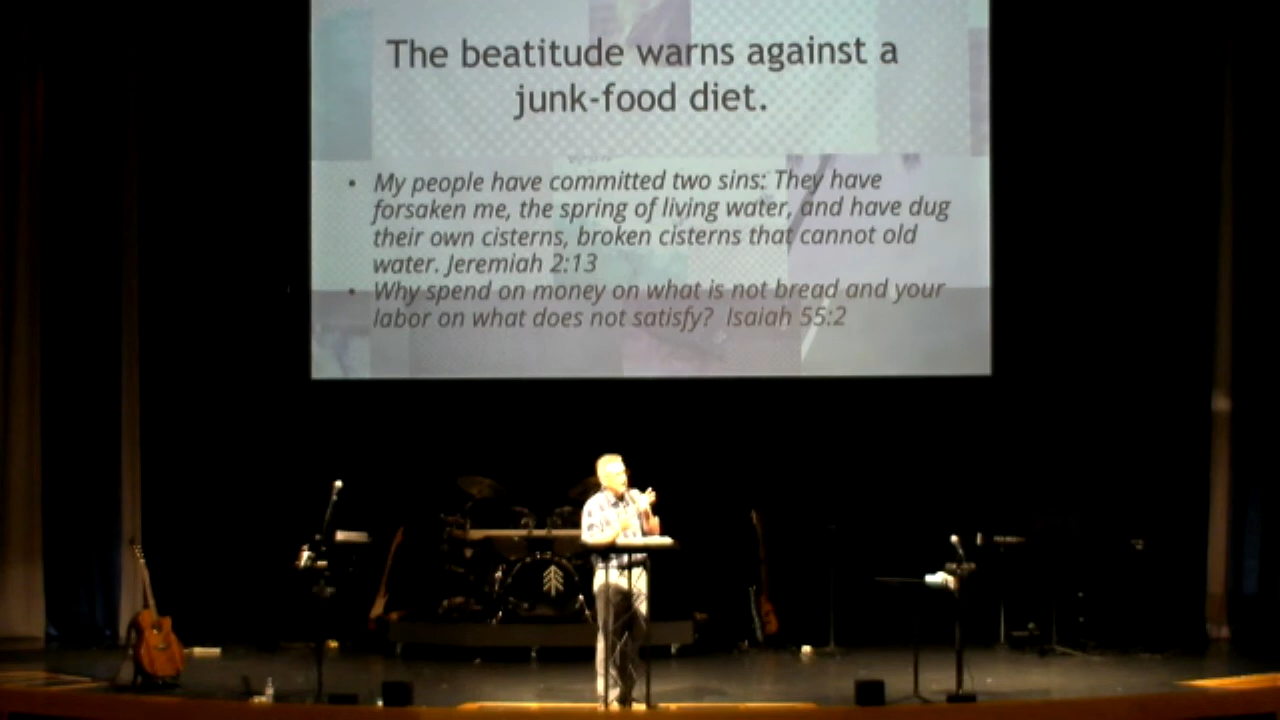 The beatitude warns against a
junk-food diet.
• My people have committed two sins: They have
forsaken me, the spring of living water, and have dug
their own cisterns, broken cisterns that cannot old
water. Jeremiah 2:13
• Why spend on money on what is not bread and your
labor on what does not satisfy? Isaiah 55:2